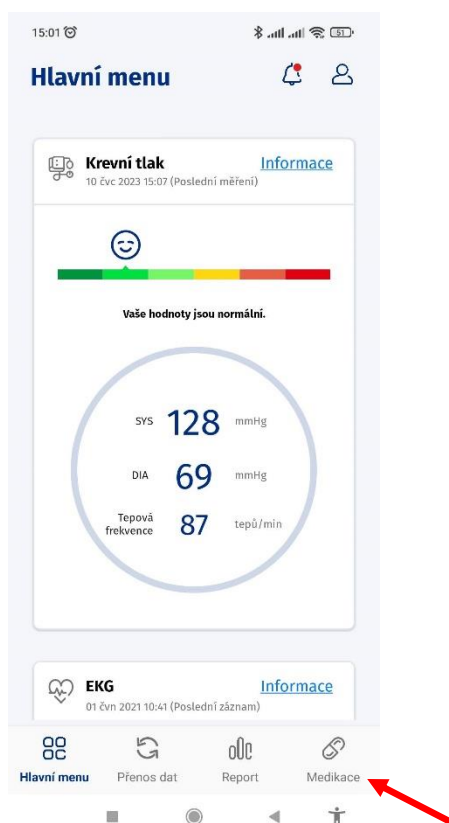 15:01 51
Hlavní menu
Krevní tlak Informace
10 čvc 2023 15:07 (Poslední měření)
Vaše hodnoty jsou normální.
SYS 128 mmHg
DIA 69 mmHg
Tepová
frekvence 87 tepů/min
EKG Informace
01 čvn 2021 10:41 (Poslední záznam)
Hlavní menu Přenos dat Report Medikace